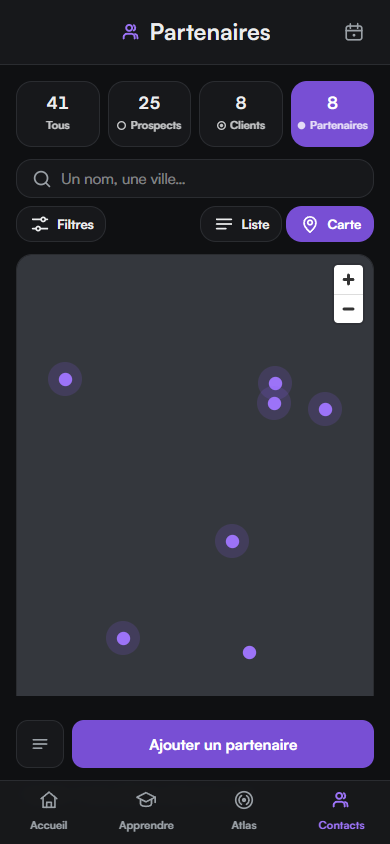 Partenaires
41
Tous
25
Prospects
8
Clients
8
Partenaires
Un nom, une ville...
Filtres
Liste
Carte
+
−
Ajouter un partenaire
Accueil
Apprendre
Atlas
Contacts